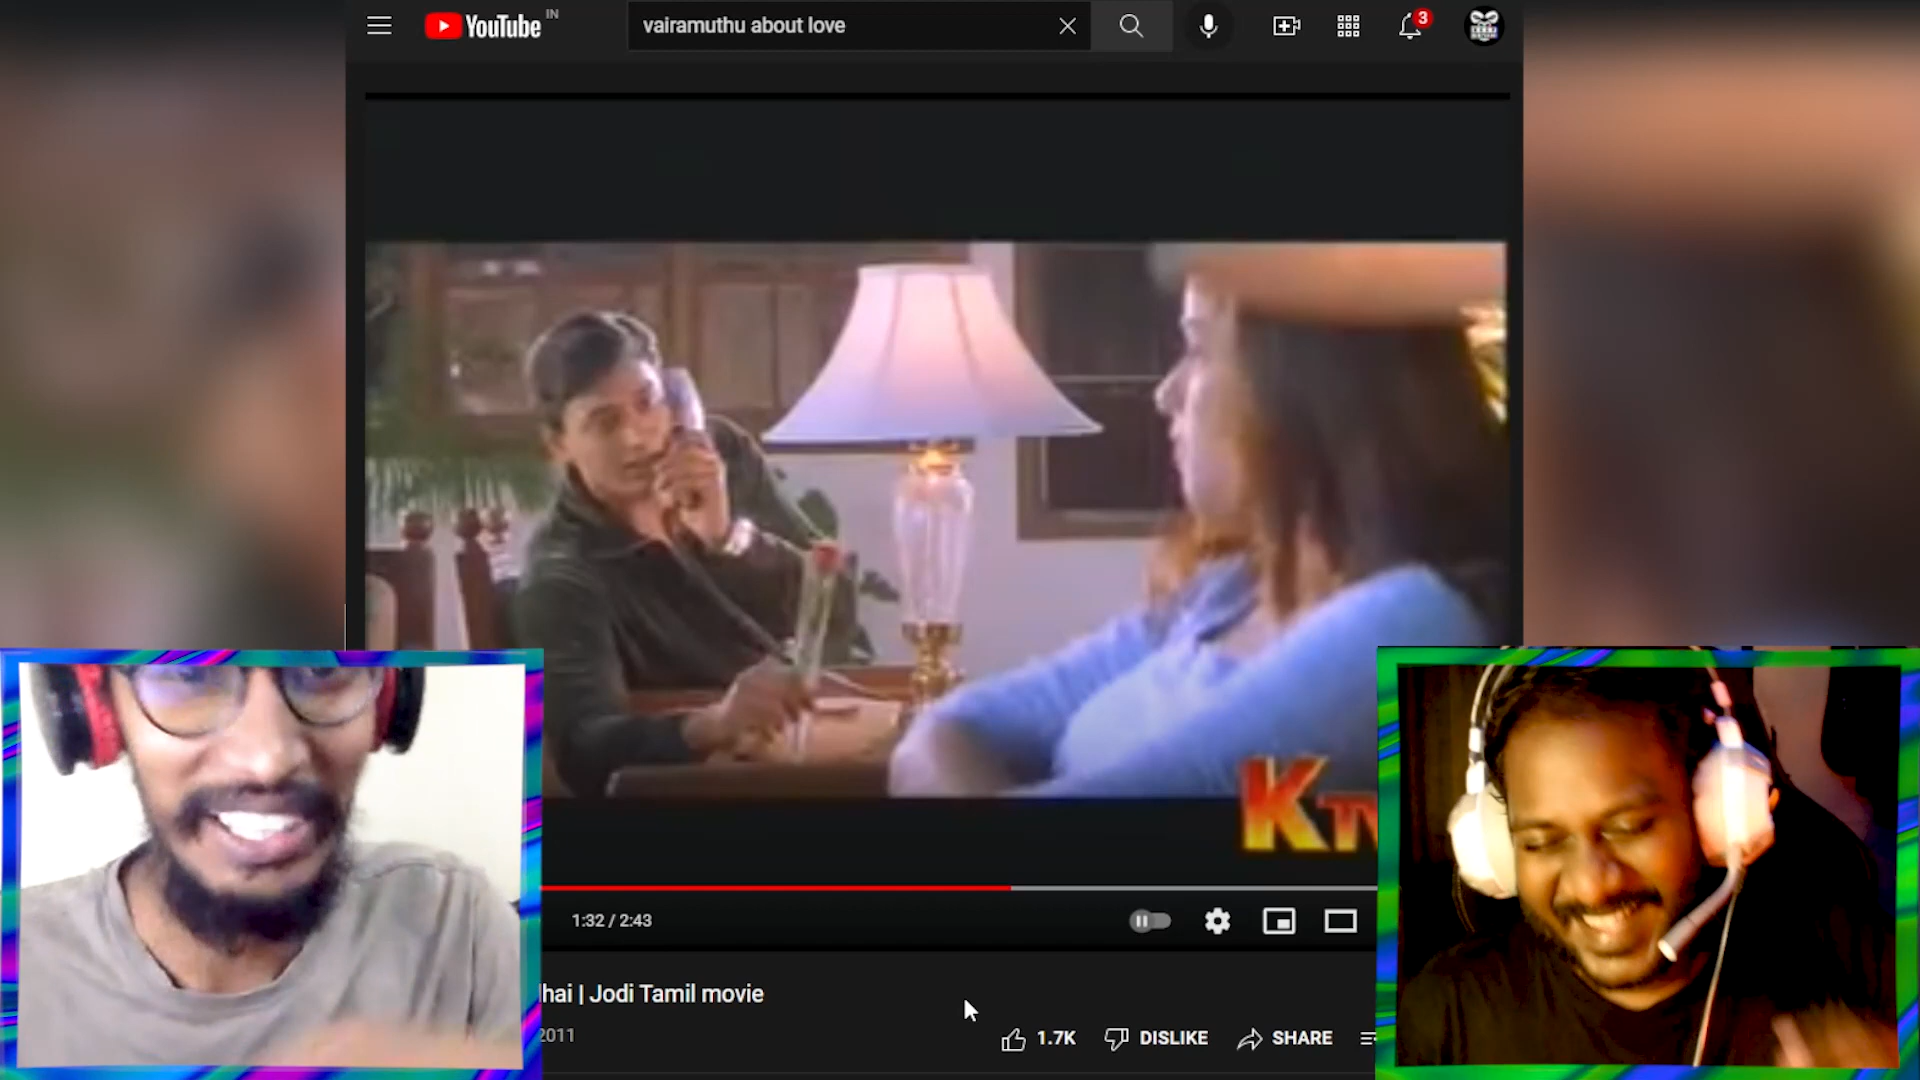 YouTube IN
vairamuthu about love
3
KTV
1:32 / 2:43
hai | Jodi Tamil movie
2011
1.7K DISLIKE SHARE